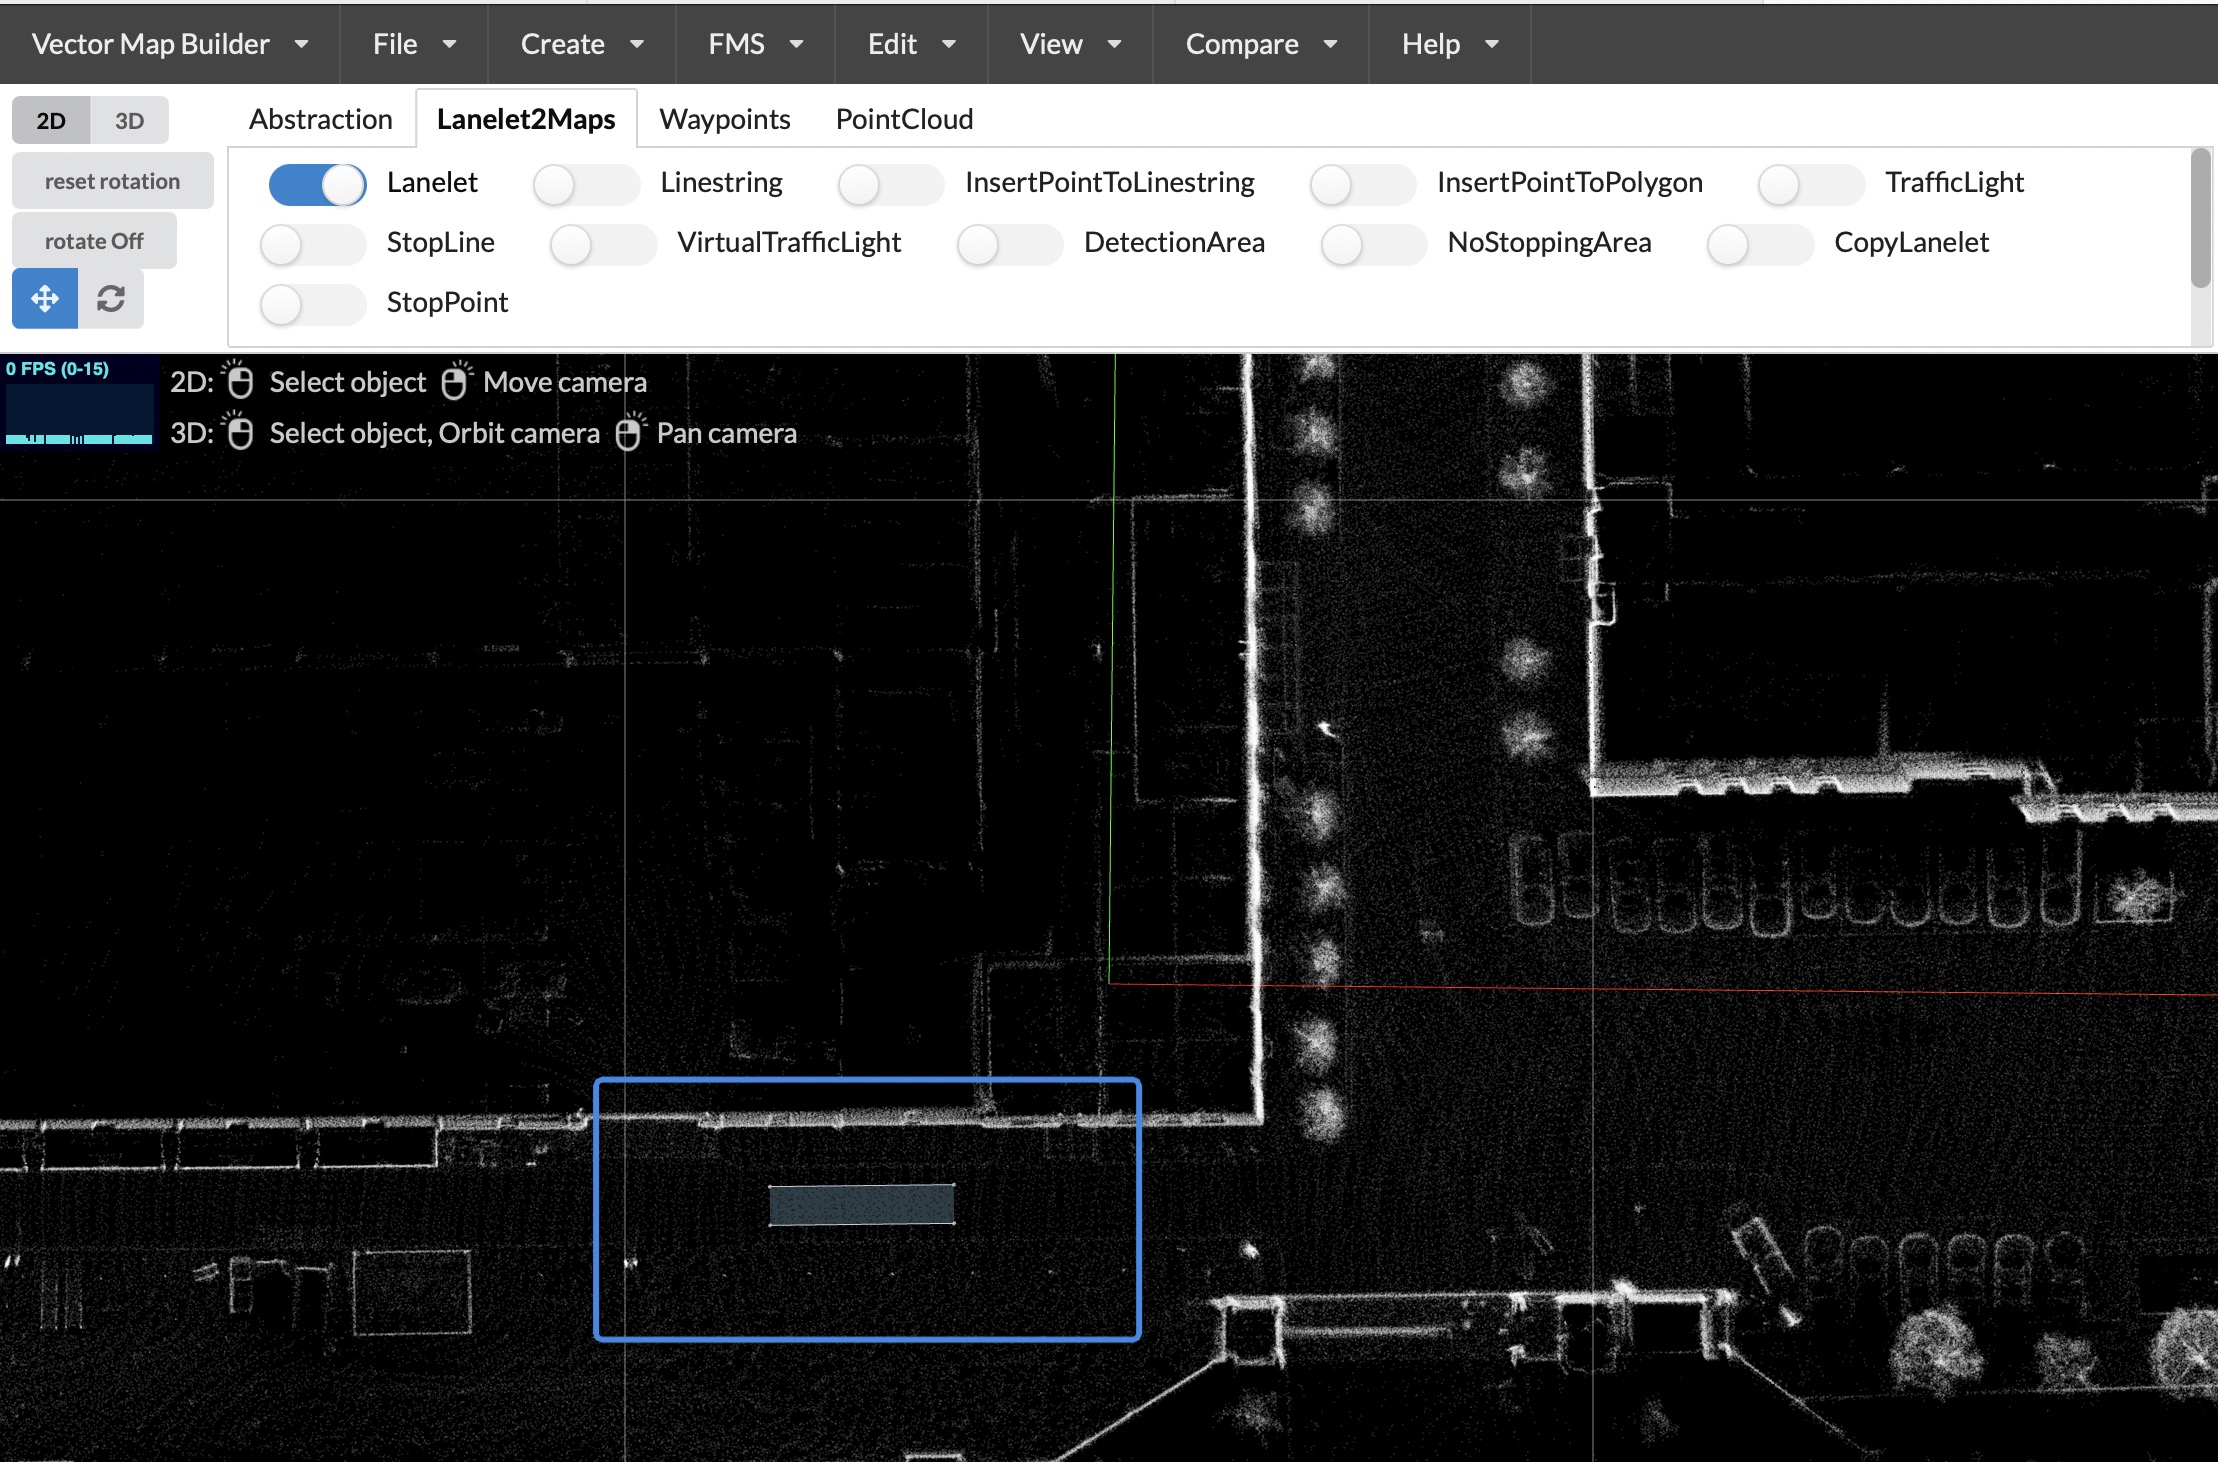 Vector Map Builder File Create FMS Edit View Compare Help
2D 3D
Abstraction Lanelet2Maps Waypoints PointCloud
reset rotation
Lanelet Linestring InsertPointToLinestring InsertPointToPolygon TrafficLight
rotate Off
StopLine VirtualTrafficLight DetectionArea NoStoppingArea CopyLanelet
StopPoint
0 FPS (0-15)
2D: Select object Move camera
3D: Select object, Orbit camera Pan camera